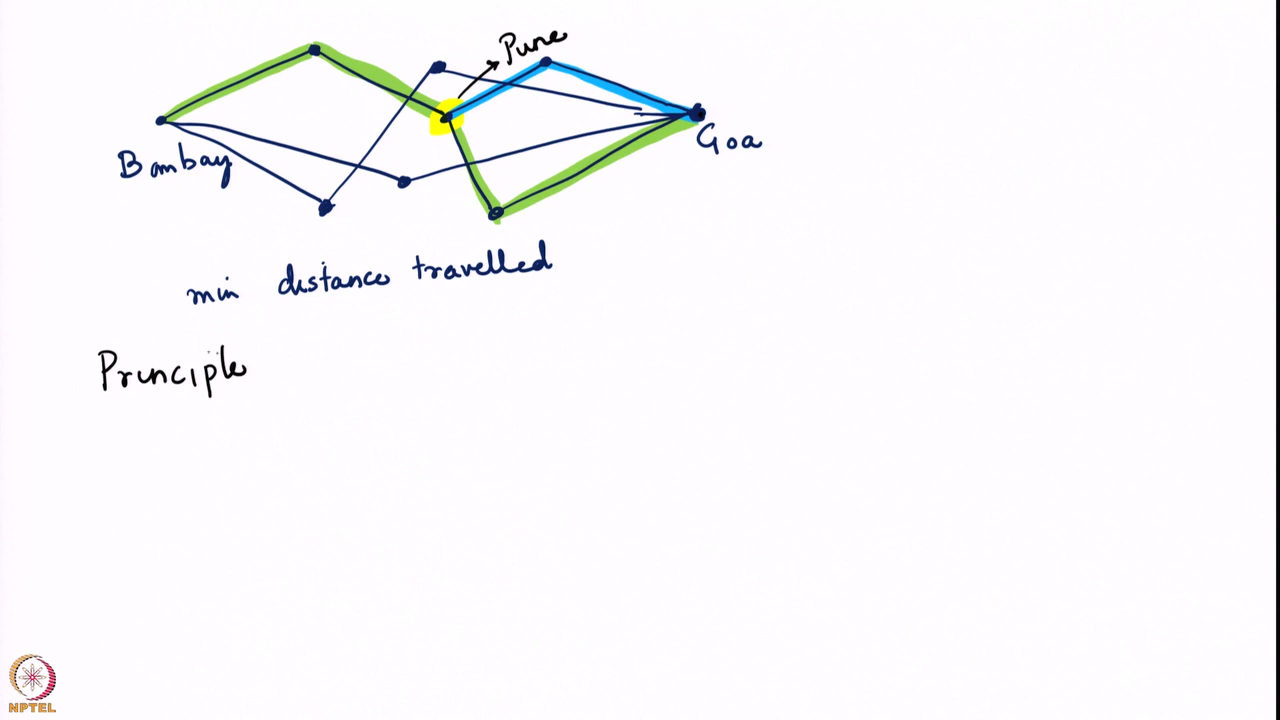 Pune
Goa
Bombay
min distance travelled
Principle
NPTEL